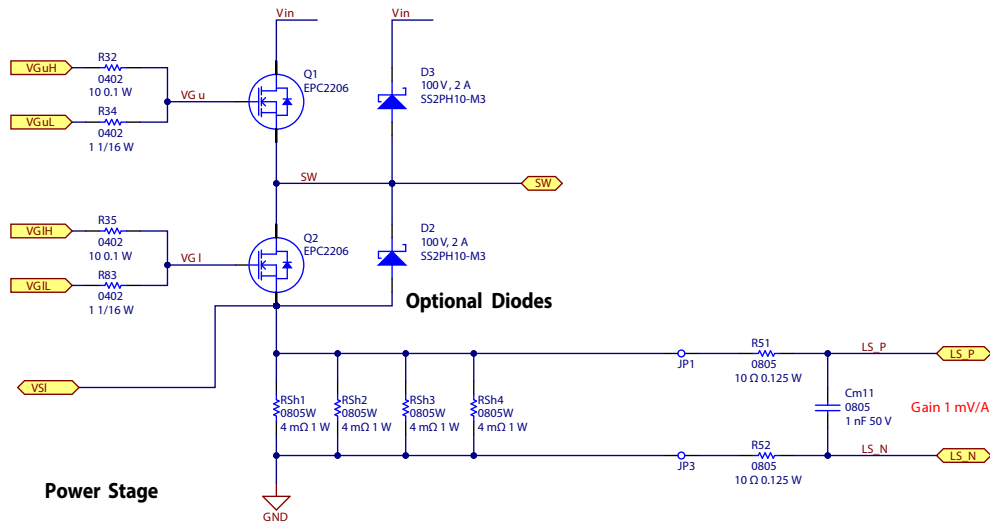 Vin
Vin
VGuH
R32
0402
10 0.1 W
VGu
VGuL
R34
0402
1 1/16 W
Q1
EPC2206
D3
100 V, 2 A
SS2PH10-M3
SW
SW
VGlH
R35
0402
10 0.1 W
VGl
VGlL
R83
0402
1 1/16 W
Q2
EPC2206
D2
100 V, 2 A
SS2PH10-M3
Optional Diodes
VSl
RSh1
0805W
4 mΩ 1 W
RSh2
0805W
4 mΩ 1 W
RSh3
0805W
4 mΩ 1 W
RSh4
0805W
4 mΩ 1 W
JP1
R51
0805
10 Ω 0.125 W
LS_P
LS_P
Cm11
0805
1 nF 50 V
Gain 1 mV/A
JP3
R52
0805
10 Ω 0.125 W
LS_N
LS_N
Power Stage
GND